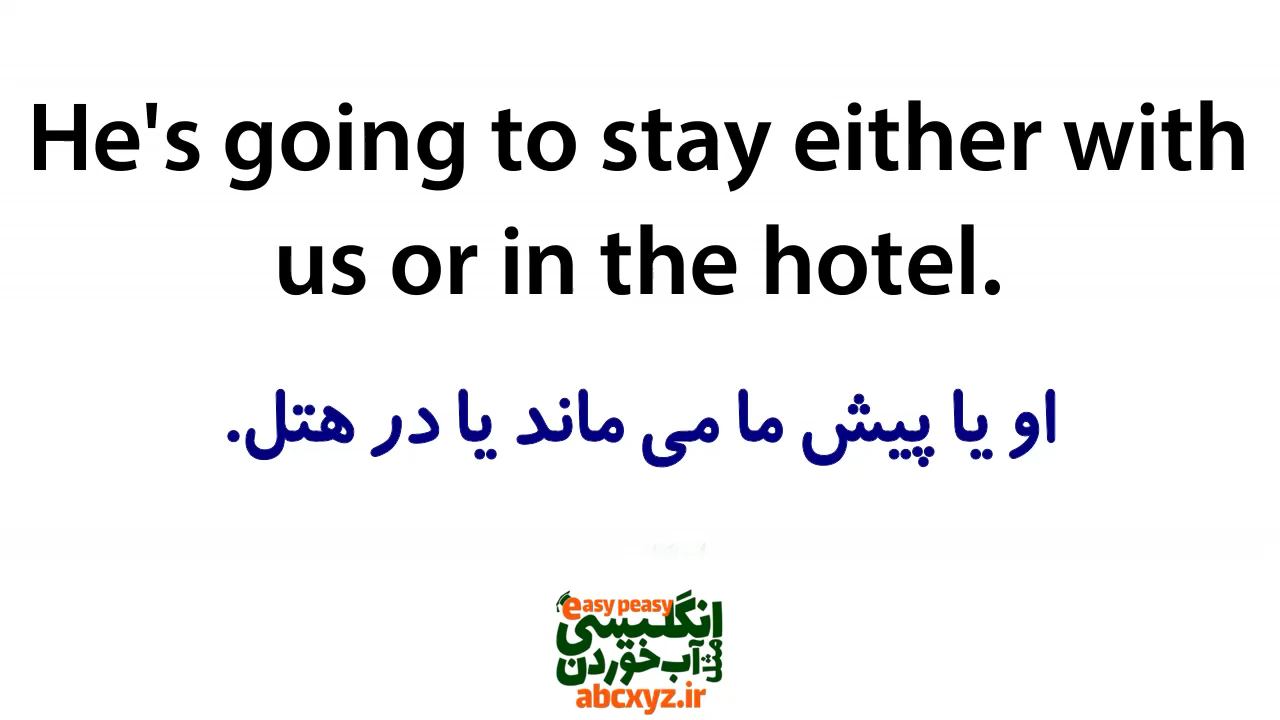 He's going to stay either with
us or in the hotel.
او یا پیش ما می ماند یا در هتل.
easy peasy
انگلیسی
مثل آب خوردن
abcxyz.ir